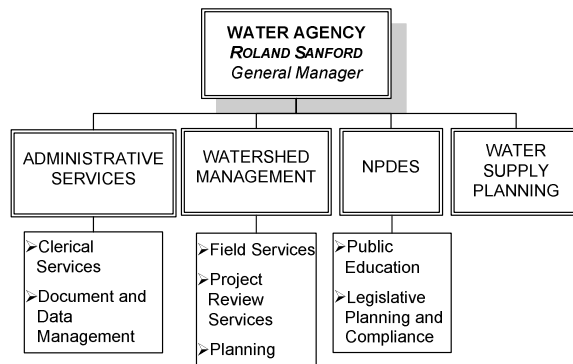 WATER AGENCY
ROLAND SANFORD
General Manager
ADMINISTRATIVE
SERVICES
WATERSHED
MANAGEMENT
NPDES
WATER
SUPPLY
PLANNING
➢Clerical
Services
➢Document and
Data
Management
➢Field Services
➢Project
Review
Services
➢Planning
➢Public
Education
➢Legislative
Planning and
Compliance